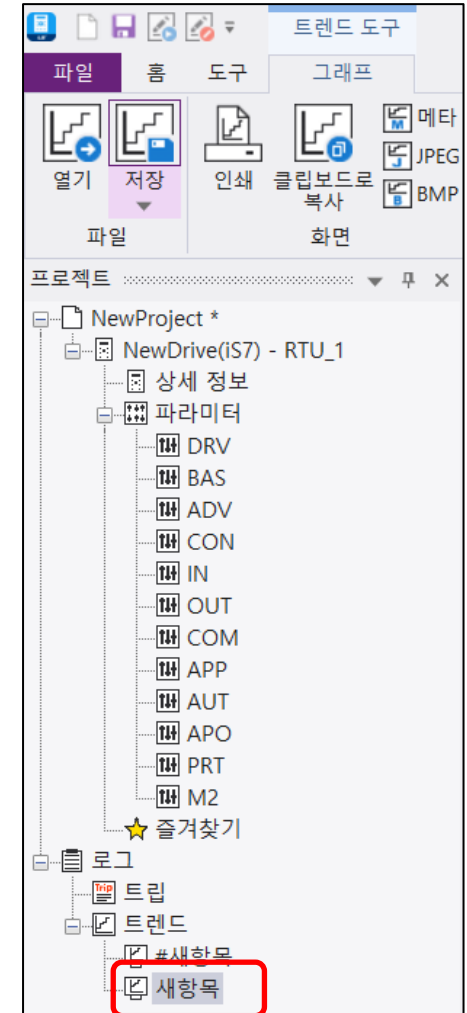 트렌드 도구
파일 홈 도구 그래프
열기 저장 인쇄 클립보드로 복사 메타 JPEG BMP
파일 화면
프로젝트
NewProject *
NewDrive(iS7) - RTU_1
상세 정보
파라미터
DRV
BAS
ADV
CON
IN
OUT
COM
APP
AUT
APO
PRT
M2
즐겨찾기
로그
Trip 트립
트렌드
#새항목
새항목